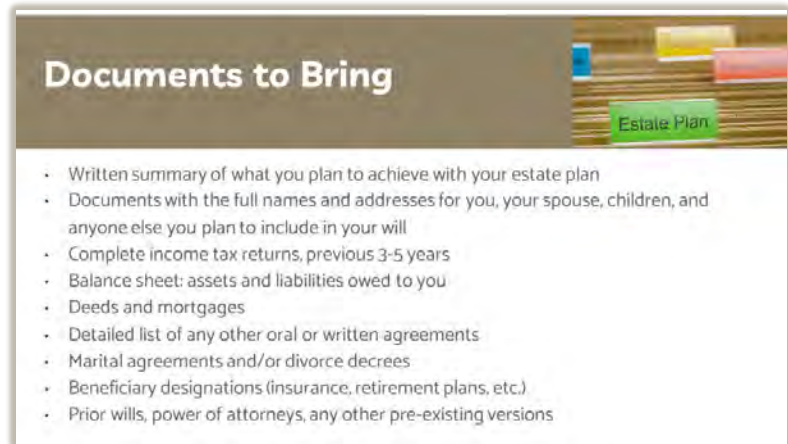 Documents to Bring
Estate Plan
• Written summary of what you plan to achieve with your estate plan
• Documents with the full names and addresses for you, your spouse, children, and
anyone else you plan to include in your will
• Complete income tax returns, previous 3-5 years
• Balance sheet: assets and liabilities owed to you
• Deeds and mortgages
• Detailed list of any other oral or written agreements
• Marital agreements and/or divorce decrees
• Beneficiary designations (insurance, retirement plans, etc.)
• Prior wills, power of attorneys, any other pre-existing versions